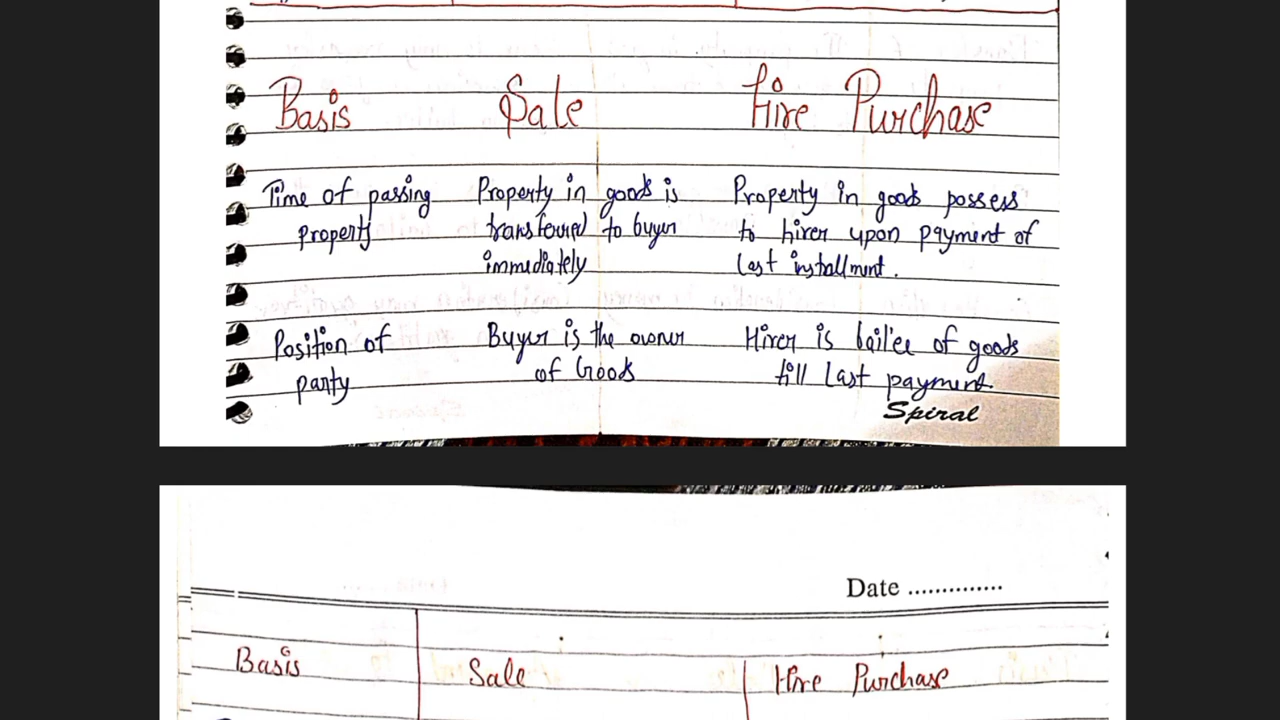 Basis Sale Hire Purchase
Time of passing Property in goods is Property in goods possess
property transferred to buyer to hirer upon payment of
immediately last installment.
Position of Buyer is the owner Hirer is bailee of goods
party of Goods till last payment.
Spiral
Date ..............
Basis Sale Hire Purchase